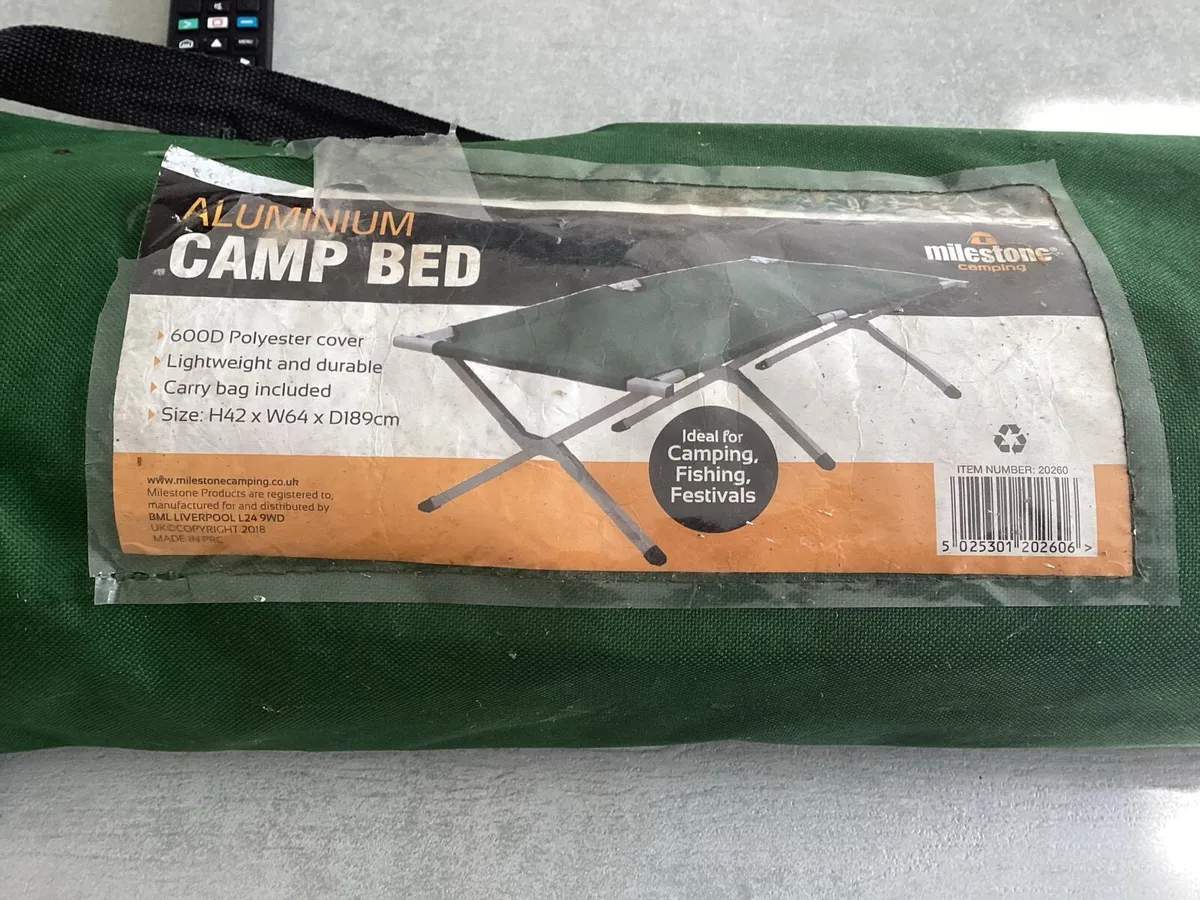 MENU
ALUMINIUM
CAMP BED
milestone®
camping
600D Polyester cover
Lightweight and durable
Carry bag included
Size: H42 x W64 x D189cm
Ideal for
Camping,
Fishing,
Festivals
www.milestonecamping.co.uk
Milestone Products are registered to,
manufactured for and distributed by
BML LIVERPOOL L24 9WD
UK©COPYRIGHT 2018
MADE IN PRC
ITEM NUMBER: 20260
5 025301 202606 >